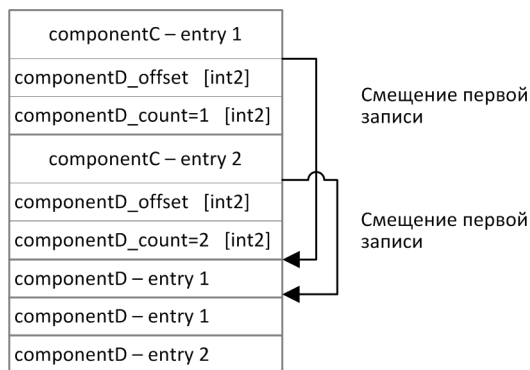 componentC – entry 1
componentD_offset [int2]
componentD_count=1 [int2]
componentC – entry 2
componentD_offset [int2]
componentD_count=2 [int2]
componentD – entry 1
componentD – entry 1
componentD – entry 2
Смещение первой
записи
Смещение первой
записи